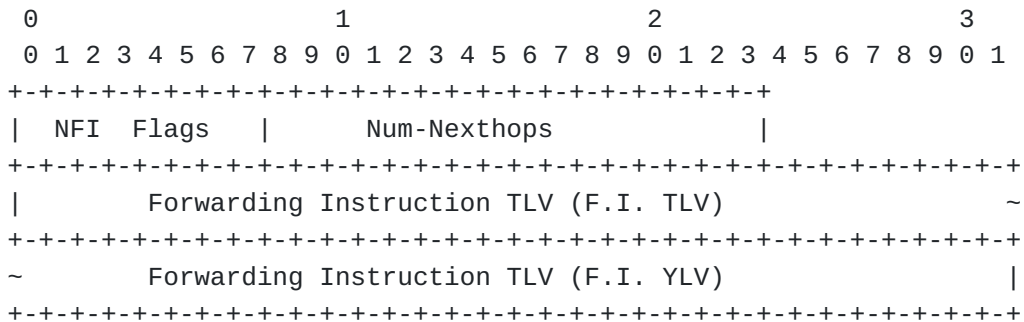 0                   1                   2                   3
 0 1 2 3 4 5 6 7 8 9 0 1 2 3 4 5 6 7 8 9 0 1 2 3 4 5 6 7 8 9 0 1
+-+-+-+-+-+-+-+-+-+-+-+-+-+-+-+-+-+-+-+-+-+-+-+-+
|  NFI  Flags   |      Num-Nexthops             |
+-+-+-+-+-+-+-+-+-+-+-+-+-+-+-+-+-+-+-+-+-+-+-+-+-+-+-+-+-+-+-+-+
|        Forwarding Instruction TLV (F.I. TLV)                  ~
+-+-+-+-+-+-+-+-+-+-+-+-+-+-+-+-+-+-+-+-+-+-+-+-+-+-+-+-+-+-+-+-+
~        Forwarding Instruction TLV (F.I. YLV)                  |
+-+-+-+-+-+-+-+-+-+-+-+-+-+-+-+-+-+-+-+-+-+-+-+-+-+-+-+-+-+-+-+-+